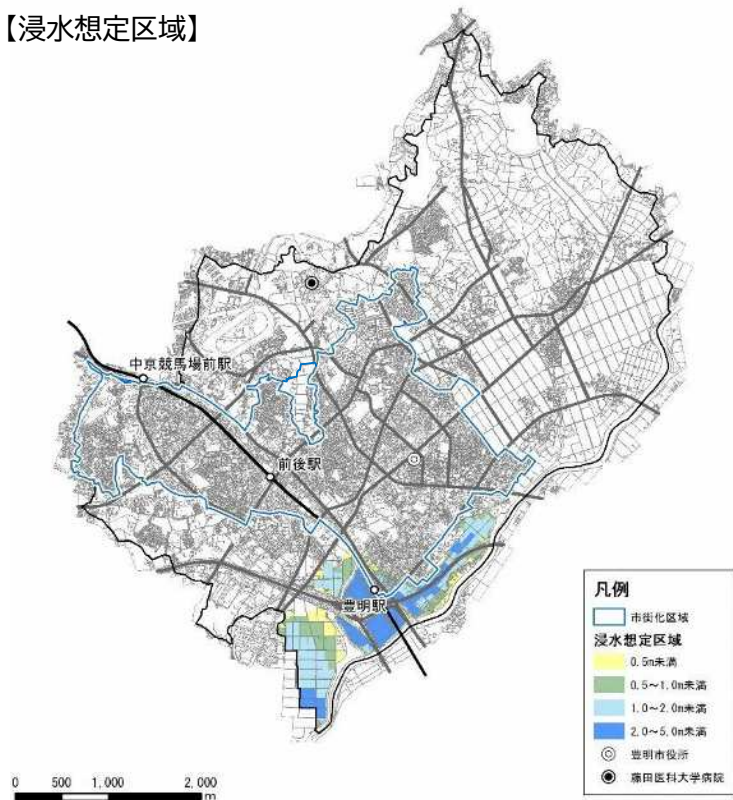 【浸水想定区域】
中京競馬場前駅
前後駅
豊明駅
凡例
市街化区域
浸水想定区域
0.5m未満
0.5～1.0m未満
1.0～2.0m未満
2.0～5.0m未満
豊明市役所
藤田医科大学病院
0 500 1,000 2,000
m